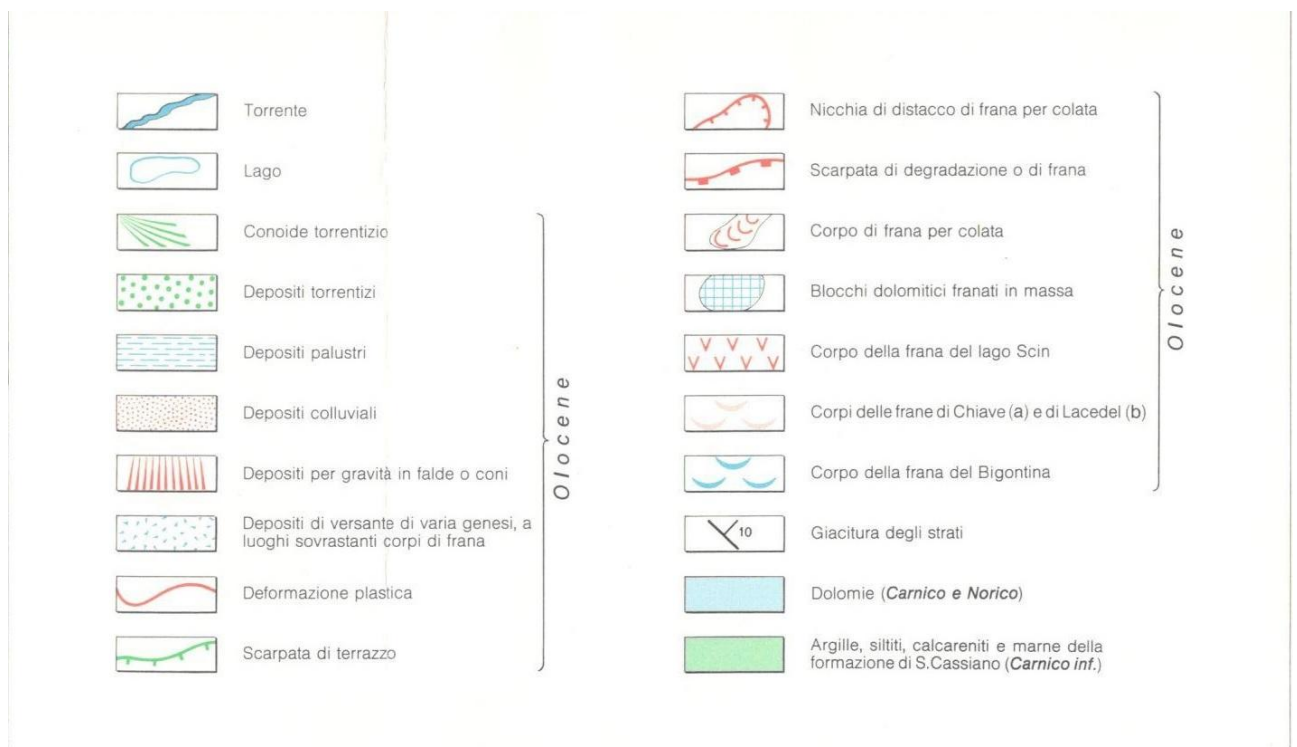 Torrente
Lago
Conoide torrentizio
Depositi torrentizi
Depositi palustri
Depositi colluviali
Depositi per gravità in falde o coni
Depositi di versante di varia genesi, a
luoghi sovrastanti corpi di frana
Deformazione plastica
Scarpata di terrazzo
Olocene
Nicchia di distacco di frana per colata
Scarpata di degradazione o di frana
Corpo di frana per colata
Blocchi dolomitici franati in massa
Corpo della frana del lago Scin
Corpi delle frane di Chiave (a) e di Lacedel (b)
Corpo della frana del Bigontina
Olocene
10
Giacitura degli strati
Dolomie (Carnico e Norico)
Argille, siltiti, calcareniti e marne della
formazione di S.Cassiano (Carnico inf.)